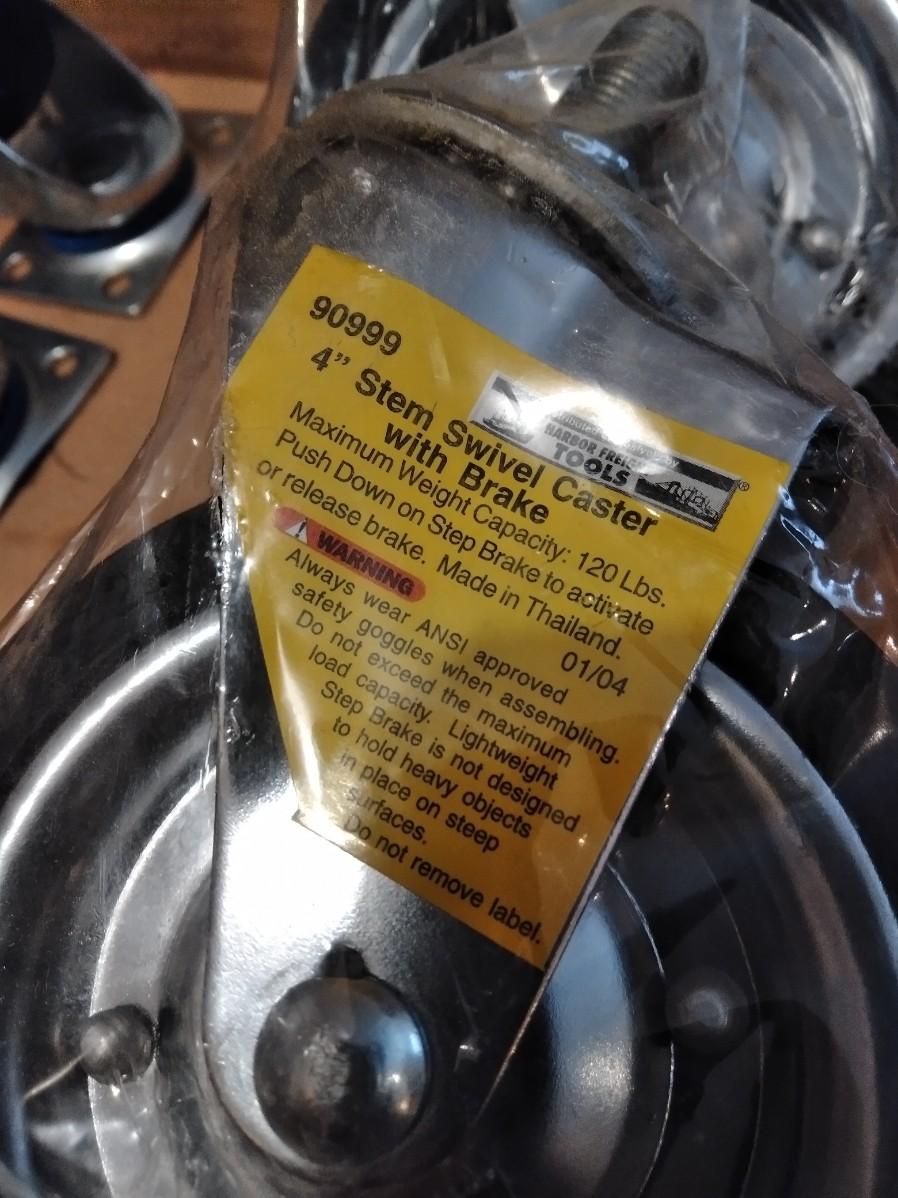 90999
4” Stem Swivel Caster
with Brake
HARBOR FREIG
TOOLS
®
Maximum Weight Capacity: 120 Lbs.
Push Down on Step Brake to activate
or release brake. Made in Thailand.
01/04
WARNING
Always wear ANSI approved
safety goggles when assembling.
Do not exceed the maximum
load capacity. Lightweight
Step Brake is not designed
to hold heavy objects
in place on steep
surfaces.
Do not remove label.